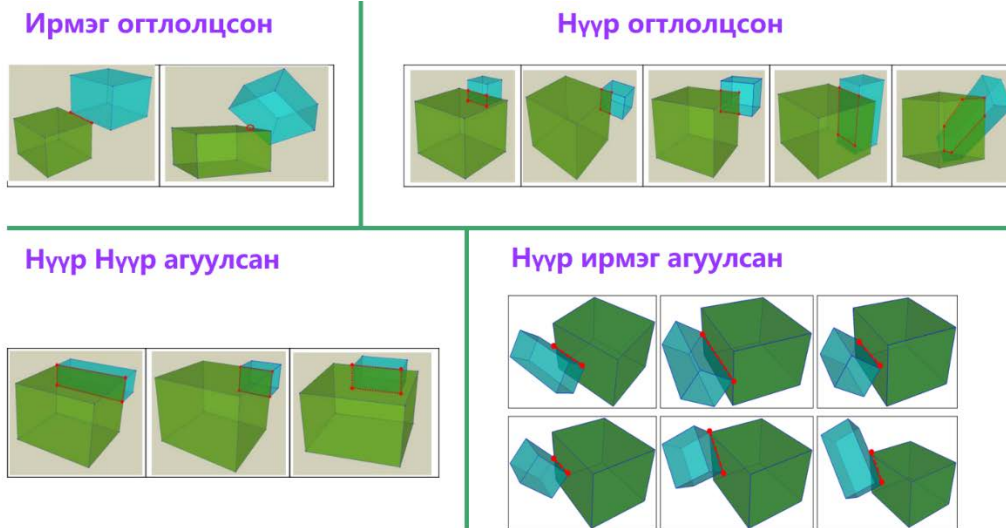 Ирмэг огтлолцсон
Нүүр огтлолцсон
Нүүр Нүүр агуулсан
Нүүр ирмэг агуулсан